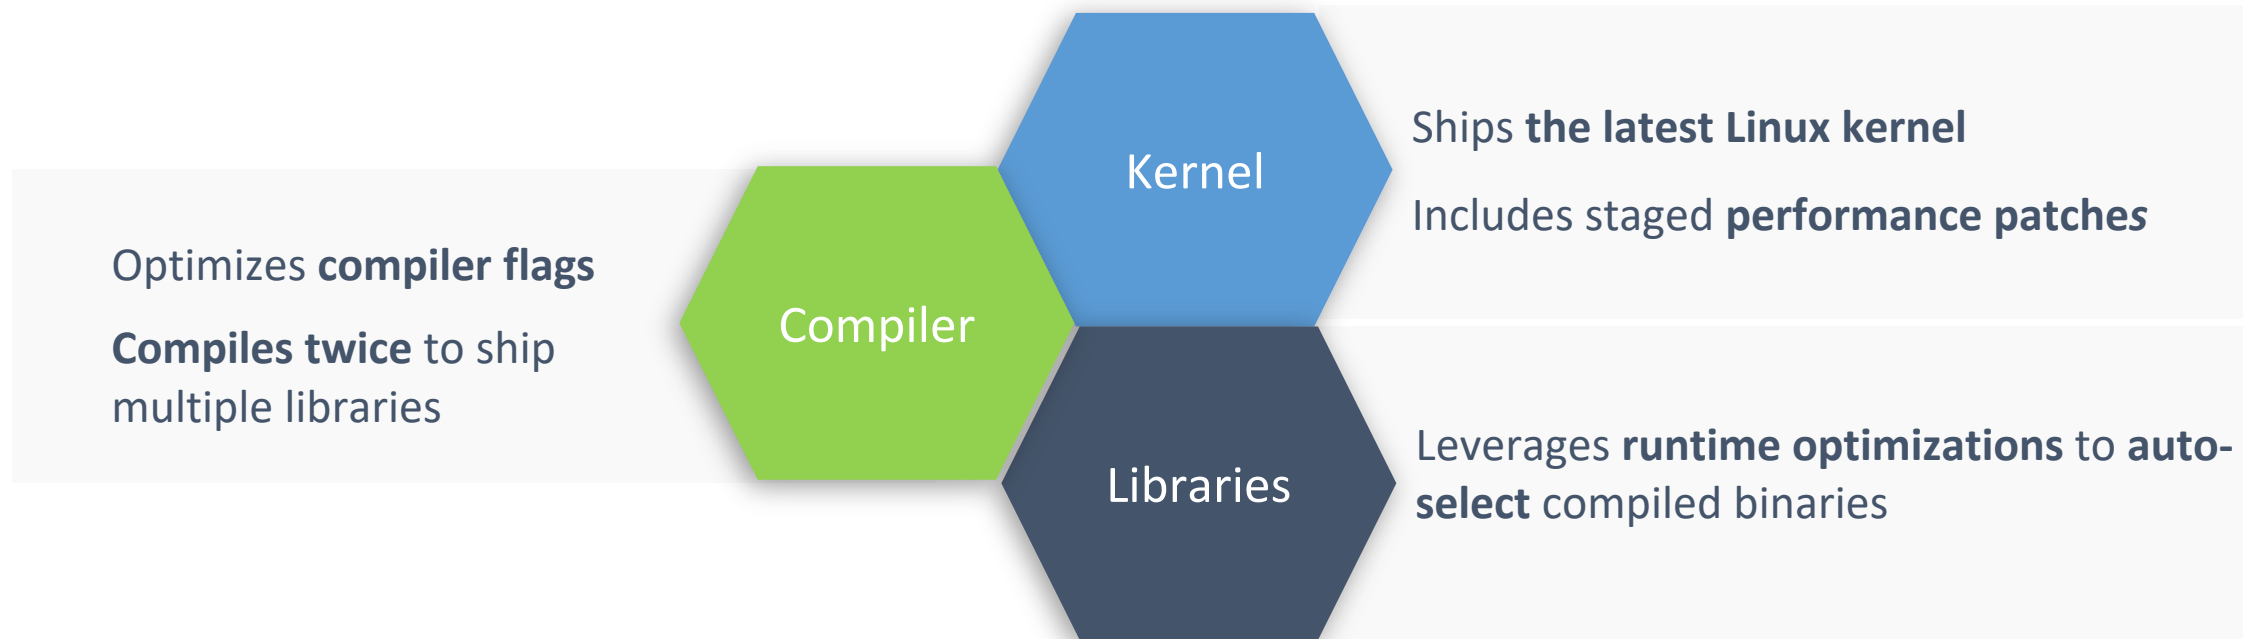 Kernel
Ships the latest Linux kernel
Includes staged performance patches
Compiler
Optimizes compiler flags
Compiles twice to ship
multiple libraries
Libraries
Leverages runtime optimizations to auto-
select compiled binaries